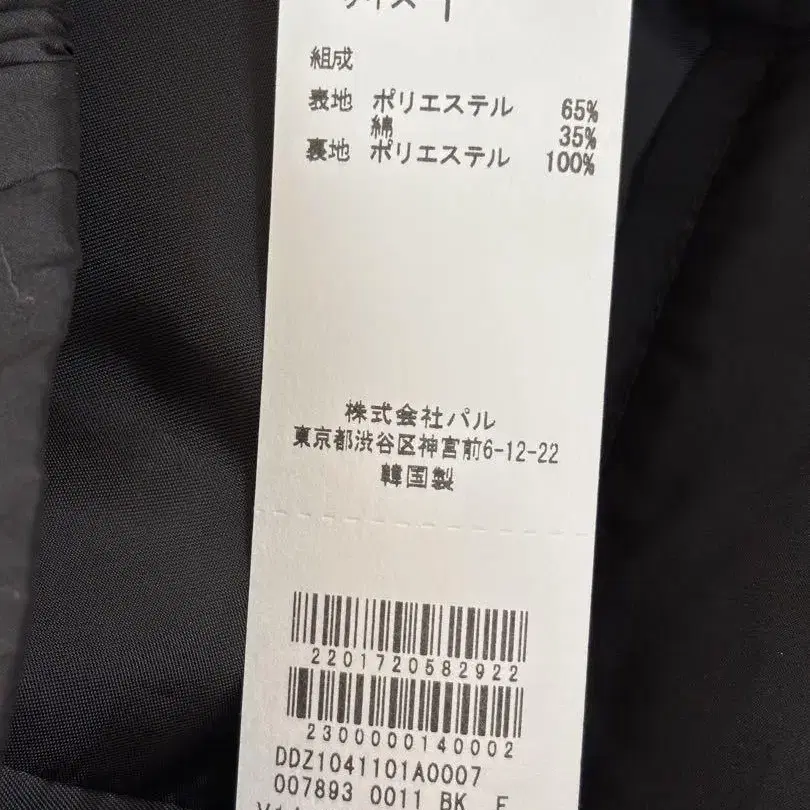 組成
表地 ポリエステル 65%
綿 35%
裏地 ポリエステル 100%
株式会社パル
東京都渋谷区神宮前6-12-22
韓国製
2201720582922
2300000140002
DDZ1041101A0007
007893 0011 BK